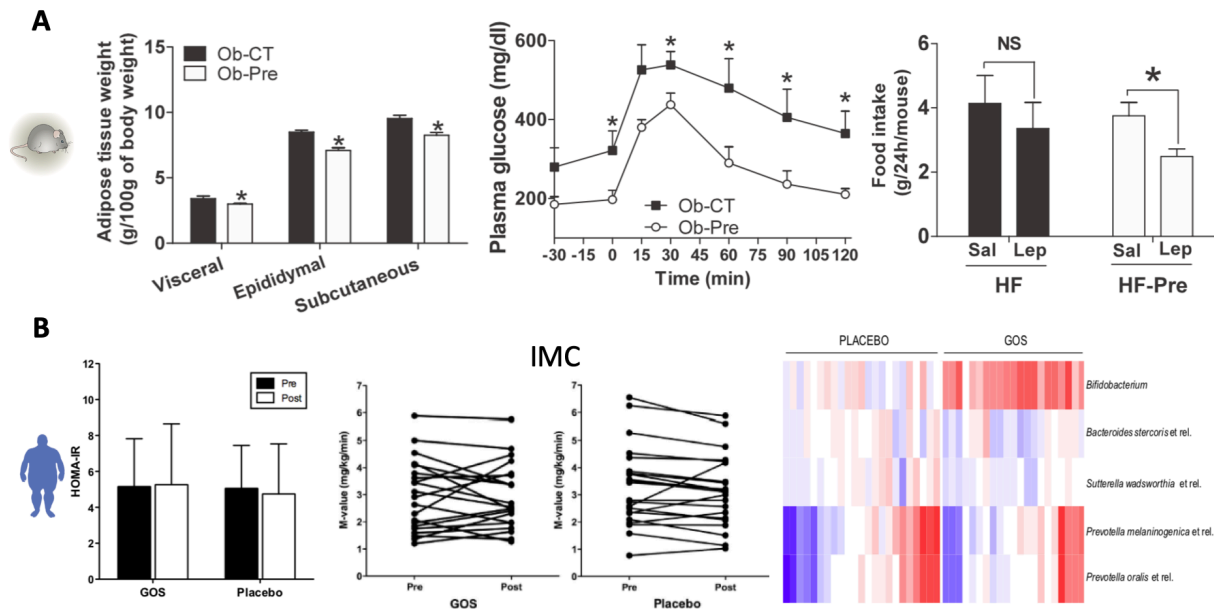 A
Adipose tissue weight
(g/100g of body weight)
15
10
5
0
Ob-CT
Ob-Pre
*
*
*
Visceral
Epididymal
Subcutaneous
Plasma glucose (mg/dl)
600
400
200
*
*
*
*
*
Ob-CT
Ob-Pre
-30 -15 0 15 30 45 60 75 90 105 120
Time (min)
Food intake
(g/24h/mouse)
6
4
2
0
NS
*
Sal Lep
Sal Lep
HF
HF-Pre
B
HOMA-IR
12
10
8
6
4
2
0
Pre
Post
GOS
Placebo
IMC
M-value (mg/kg/min)
7
6
5
4
3
2
1
0
Pre
Post
GOS
M-value (mg/kg/min)
7
6
5
4
3
2
1
0
Pre
Post
Placebo
PLACEBO
GOS
Bifidobacterium
Bacteroides stercoris et rel.
Sutterella wadsworthia et rel.
Prevotella melaninogenica et rel.
Prevotella oralis et rel.